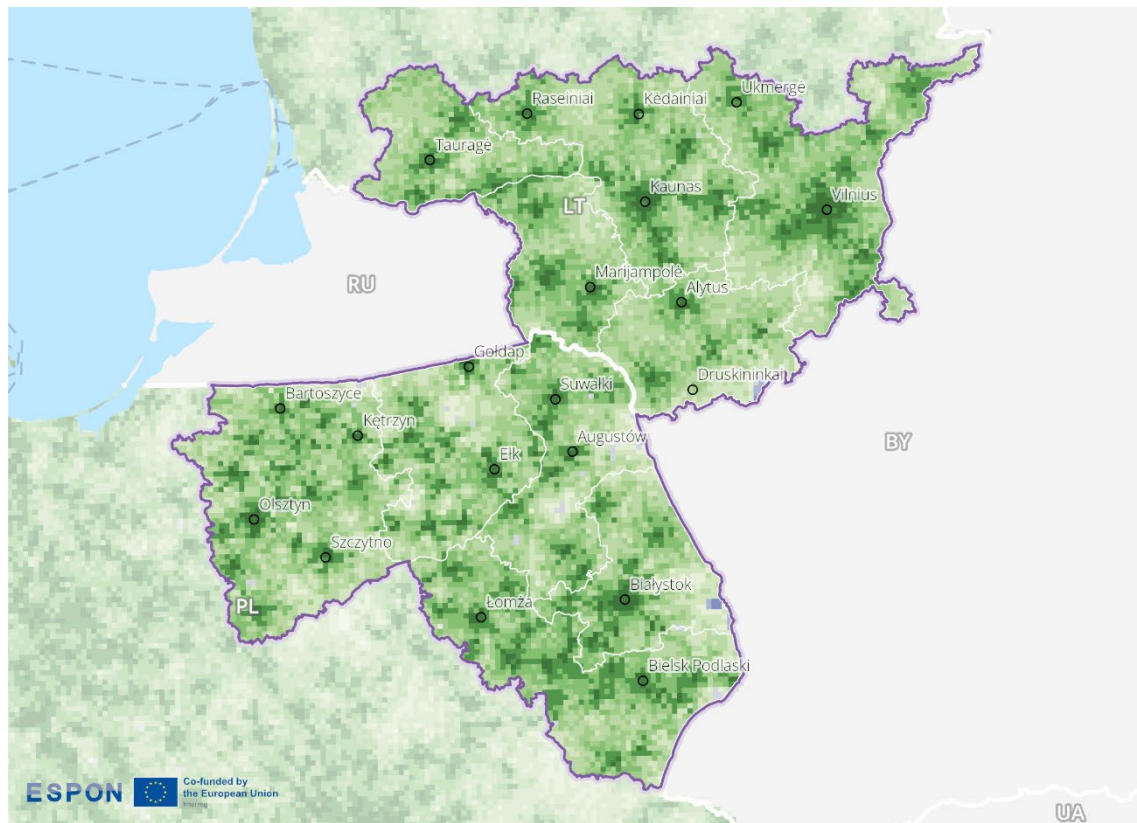 Ukmergė
Raseiniai
Kėdainiai
Tauragė
Kaunas
Vilnius
LT
RU
Marijampolė
Alytus
Gołdap
Suwałki
Druskininkai
Bartoszyce
Kętrzyn
Augustów
BY
Ełk
Olsztyn
Szczytno
Białystok
PL
Łomża
Bielsk Podlaski
ESPON
Co-funded by
the European Union
Interreg
UA